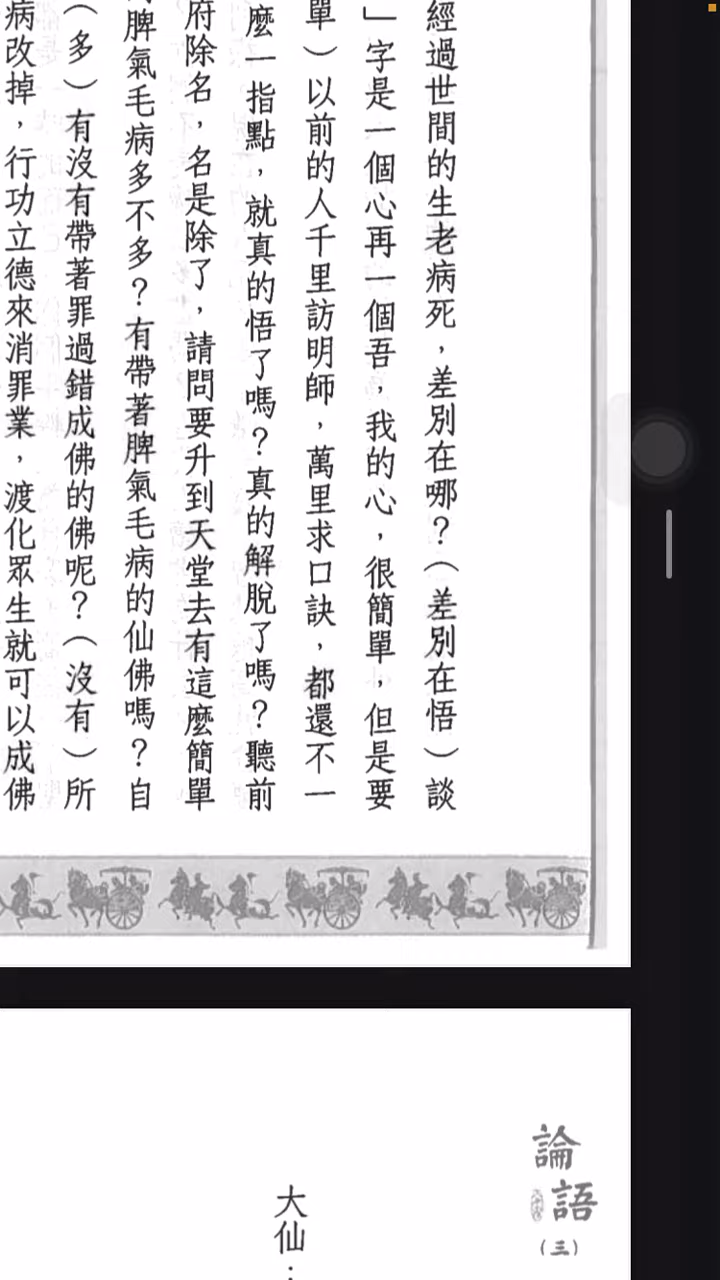 經過世間的生老病死，差別在哪？（差別在悟）談
」字是一個心再一個吾，我的心，很簡單，但是要
單）以前的人千里訪明師，萬里求口訣，都還不一
麼一指點，就真的悟了嗎？真的解脫了嗎？聽前
府除名，名是除了，請問要升到天堂去有這麼簡單
脾氣毛病多不多？有帶著脾氣毛病的仙佛嗎？自
（多）有沒有帶著罪過錯成佛的佛呢？（沒有）所
病改掉，行功立德來消罪業，渡化眾生就可以成佛
論語
（三）
大仙：